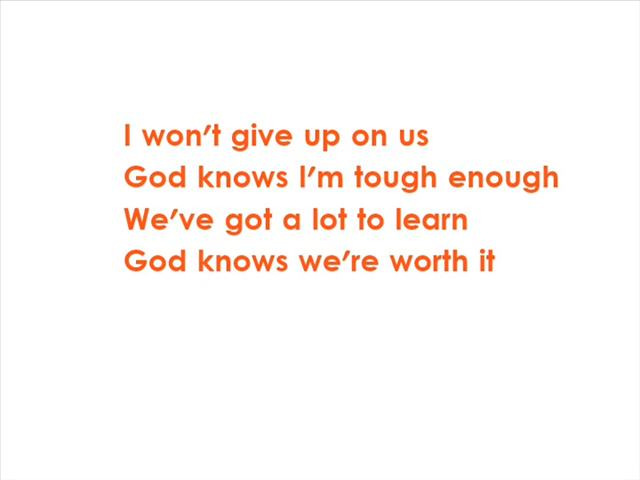 I won't give up on us
God knows I'm tough enough
We've got a lot to learn
God knows we're worth it